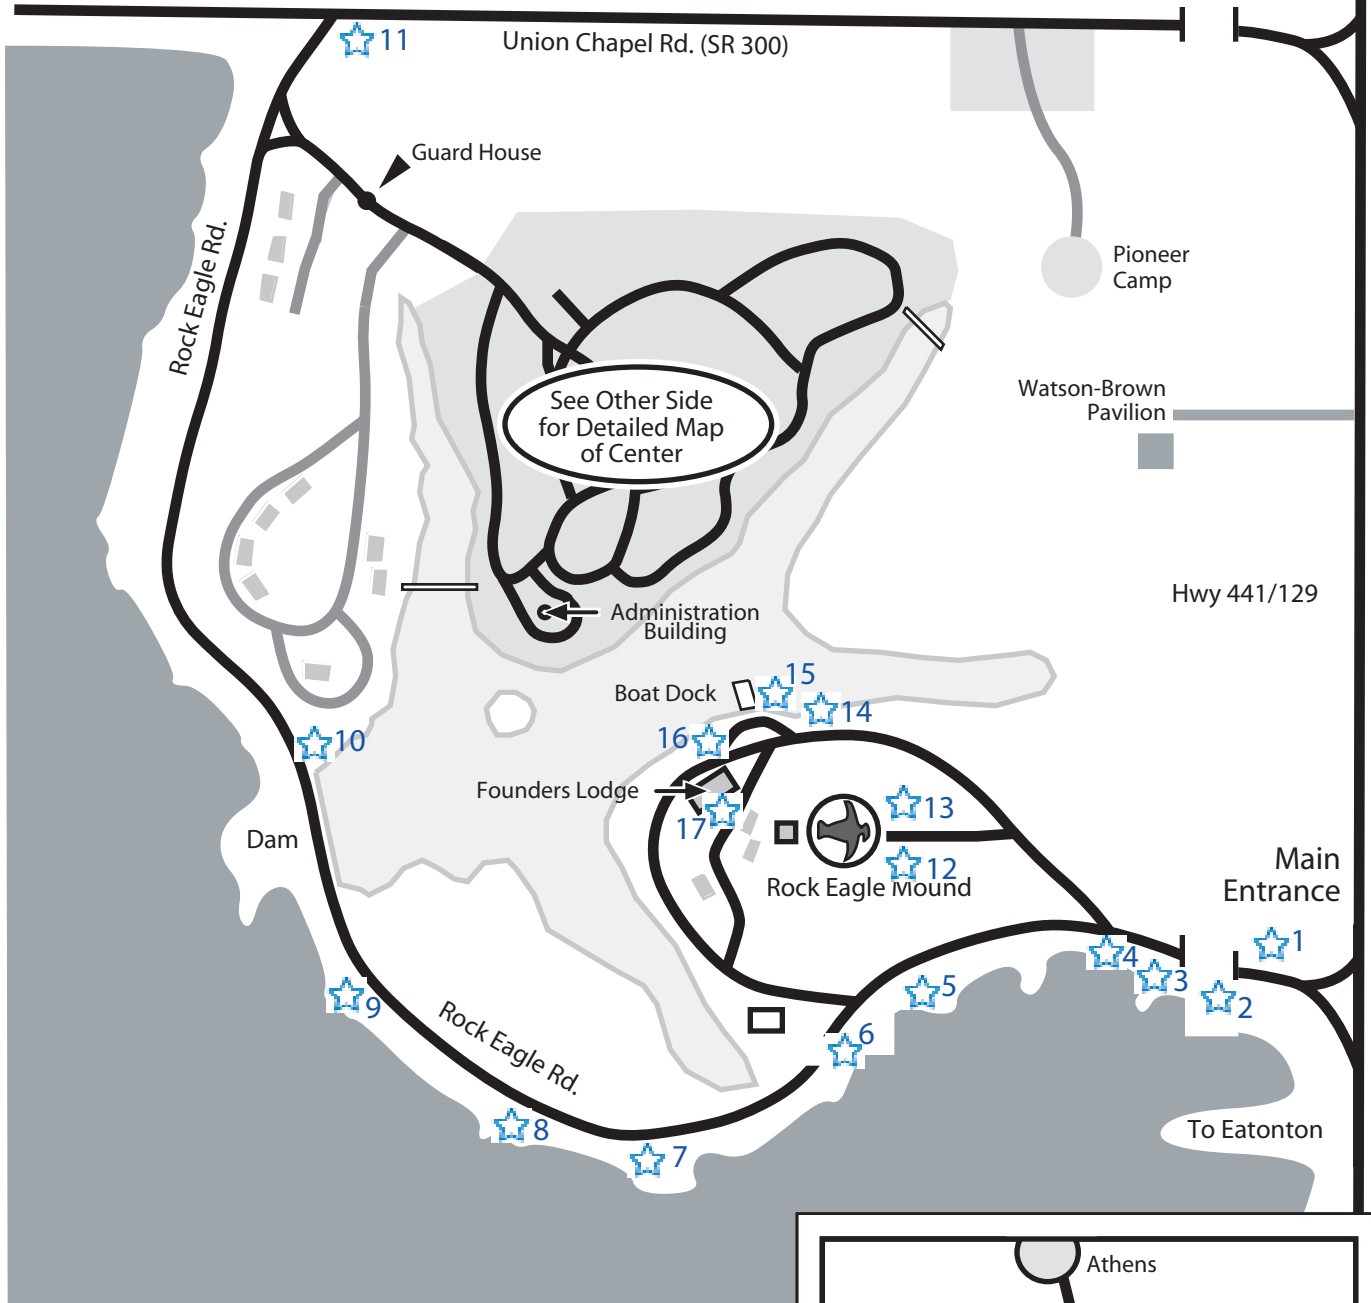 11
Union Chapel Rd. (SR 300)
Guard House
Rock Eagle Rd.
Pioneer
Camp
See Other Side
for Detailed Map
of Center
Watson-Brown
Pavilion
Hwy 441/129
Administration
Building
Boat Dock
15
14
16
10
Founders Lodge
13
17
12
Rock Eagle Mound
Dam
Main
Entrance
1
4
3
2
5
9
6
Rock Eagle Rd.
8
7
To Eatonton
Athens